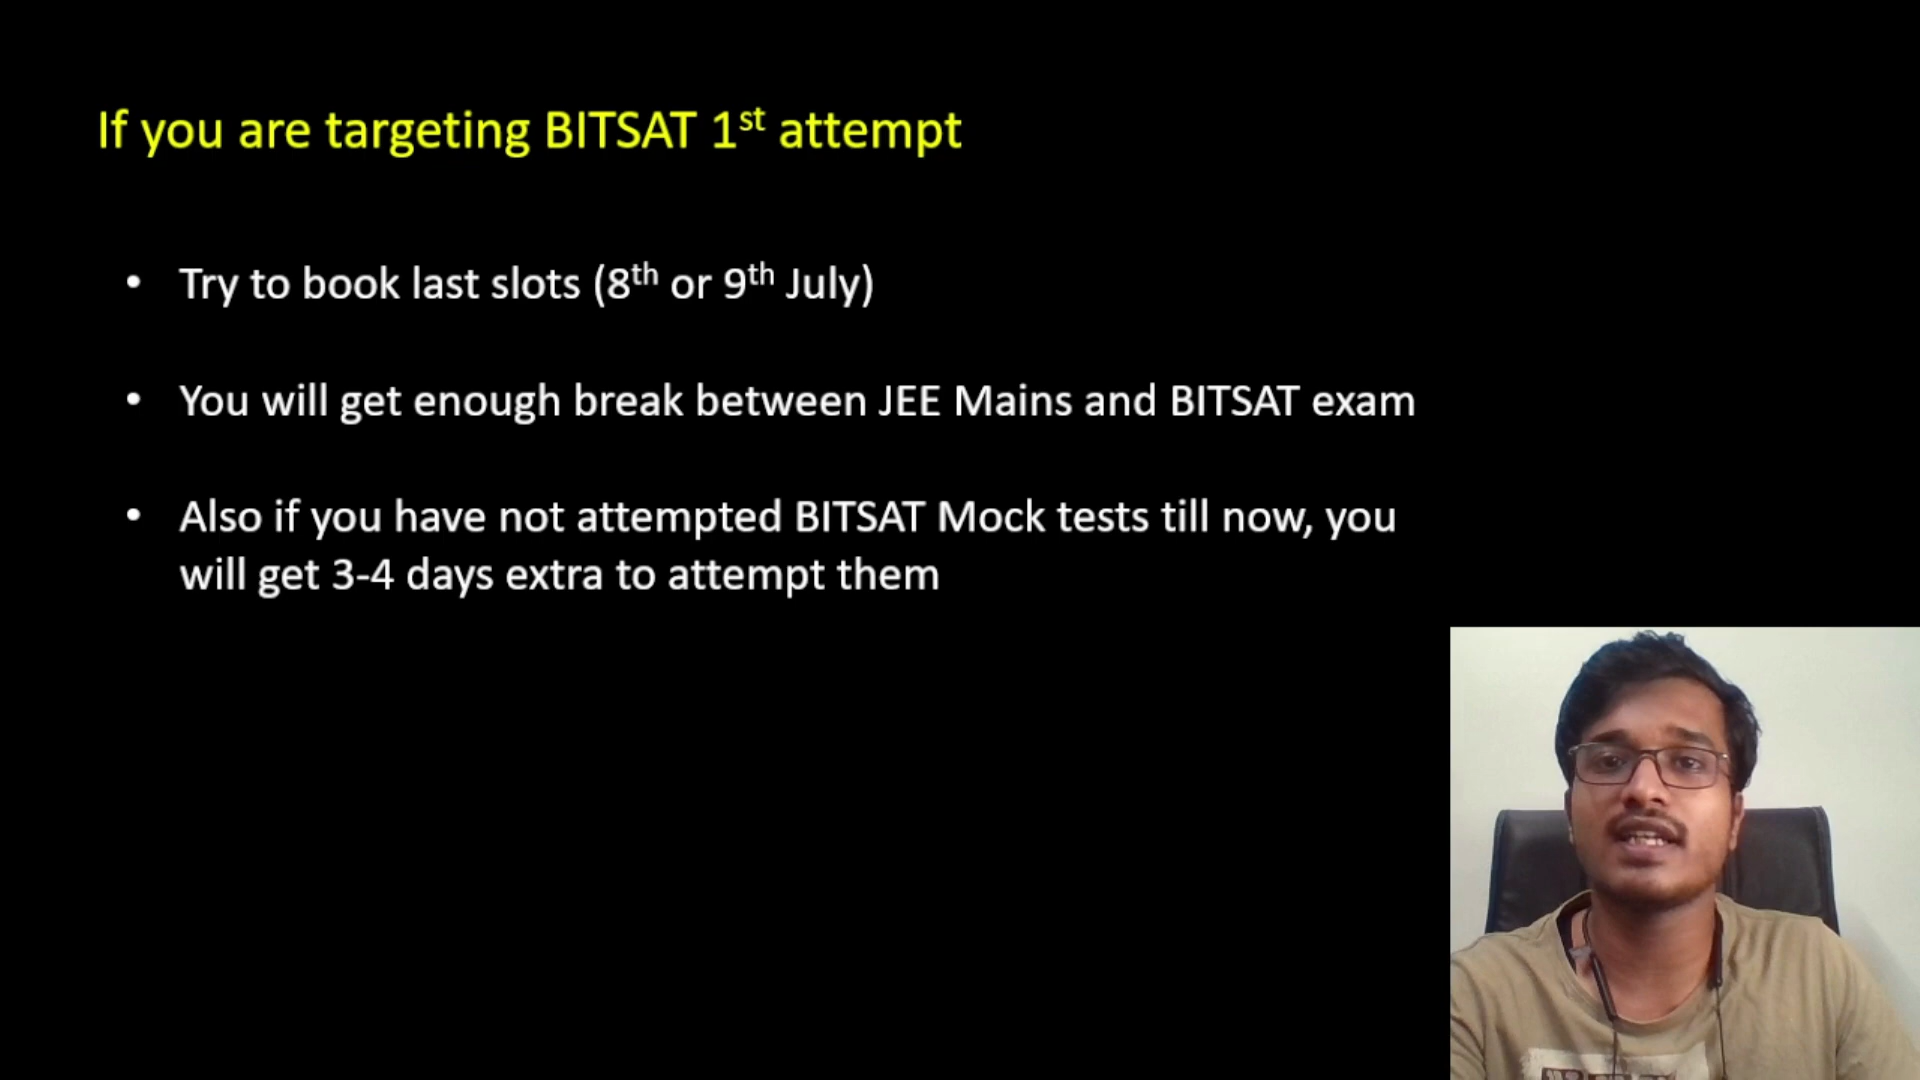 If you are targeting BITSAT 1st attempt
• Try to book last slots (8th or 9th July)
• You will get enough break between JEE Mains and BITSAT exam
• Also if you have not attempted BITSAT Mock tests till now, you
will get 3-4 days extra to attempt them